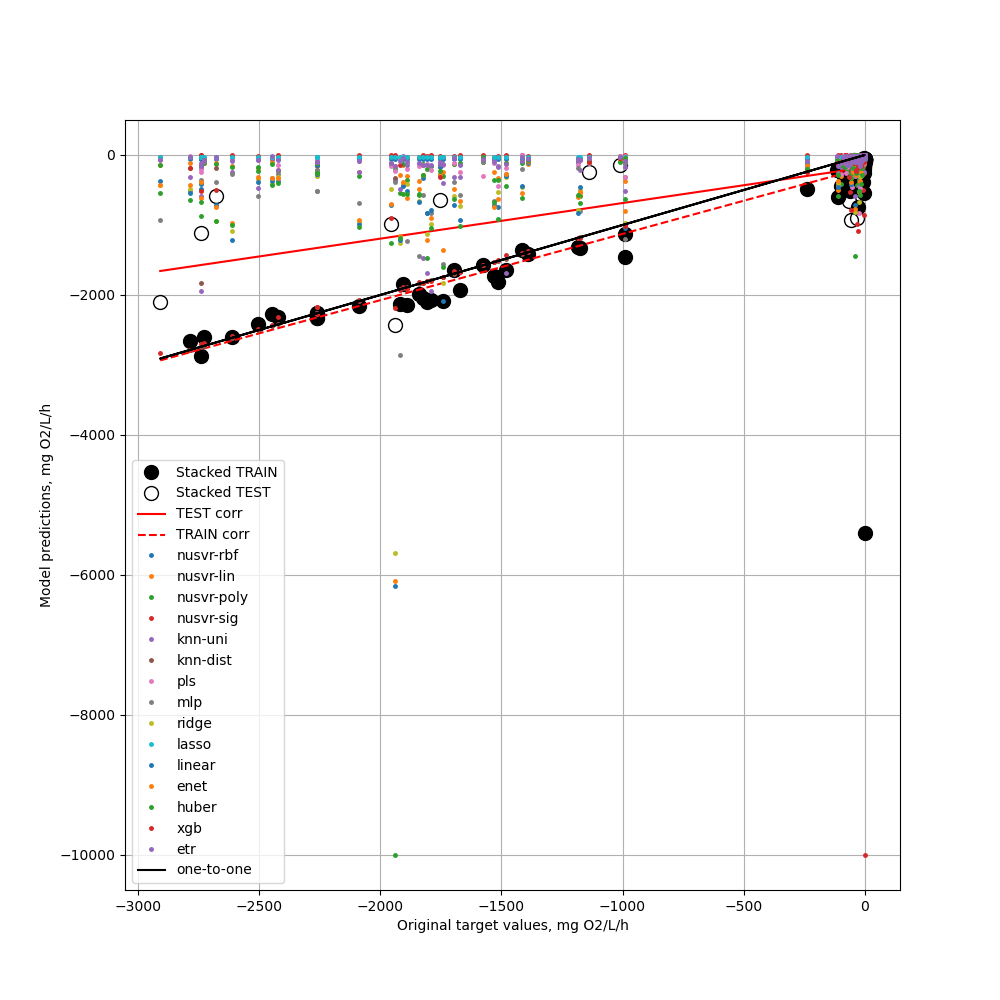 0
−2000
−4000
−6000
−8000
−10000
Model predictions, mg O2/L/h
Stacked TRAIN
Stacked TEST
TEST corr
TRAIN corr
nusvr-rbf
nusvr-lin
nusvr-poly
nusvr-sig
knn-uni
knn-dist
pls
mlp
ridge
lasso
linear
enet
huber
xgb
etr
one-to-one
−3000 −2500 −2000 −1500 −1000 −500 0
Original target values, mg O2/L/h